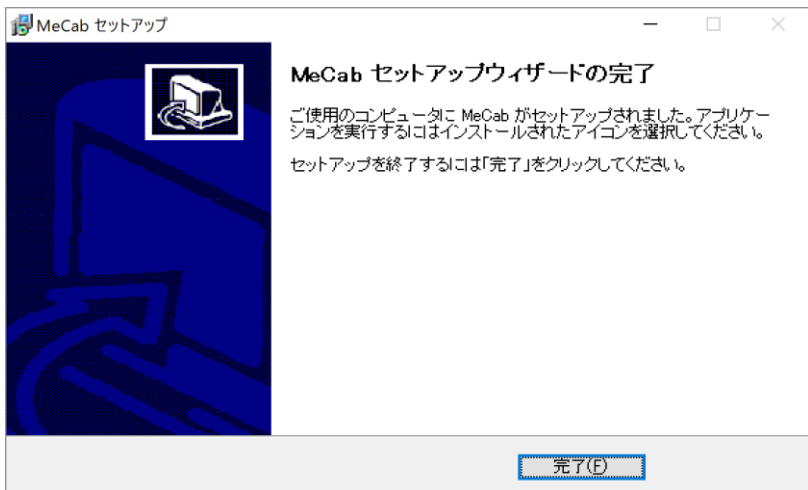 MeCab セットアップ
MeCab セットアップウィザードの完了
ご使用のコンピュータに MeCab がセットアップされました。アプリケー
ションを実行するにはインストールされたアイコンを選択してください。
セットアップを終了するには「完了」をクリックしてください。
完了(F)